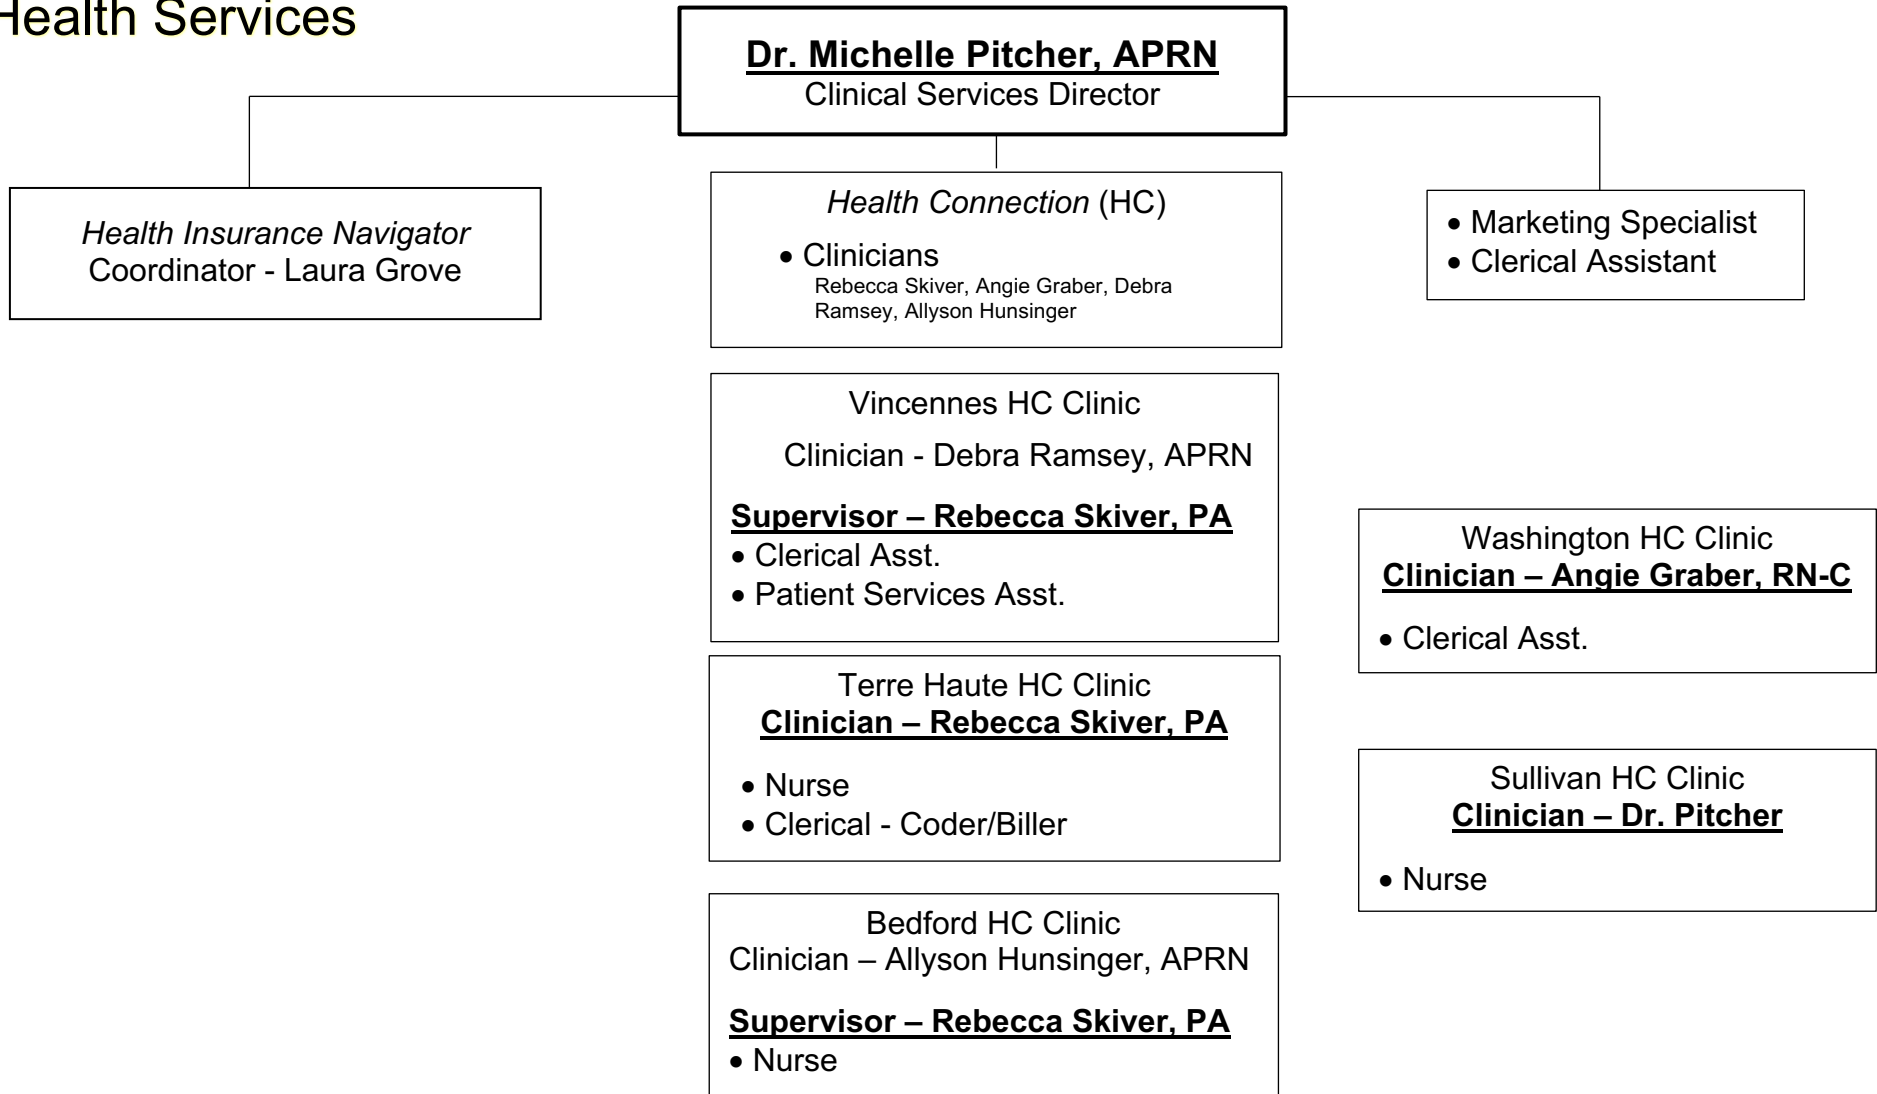 Health Services
Dr. Michelle Pitcher, APRN
Clinical Services Director
Health Insurance Navigator
Coordinator - Laura Grove
Health Connection (HC)
• Clinicians
Rebecca Skiver, Angie Graber, Debra
Ramsey, Allyson Hunsinger
• Marketing Specialist
• Clerical Assistant
Vincennes HC Clinic
Clinician - Debra Ramsey, APRN
Supervisor – Rebecca Skiver, PA
• Clerical Asst.
• Patient Services Asst.
Washington HC Clinic
Clinician – Angie Graber, RN-C
• Clerical Asst.
Terre Haute HC Clinic
Clinician – Rebecca Skiver, PA
• Nurse
• Clerical - Coder/Biller
Sullivan HC Clinic
Clinician – Dr. Pitcher
• Nurse
Bedford HC Clinic
Clinician – Allyson Hunsinger, APRN
Supervisor – Rebecca Skiver, PA
• Nurse